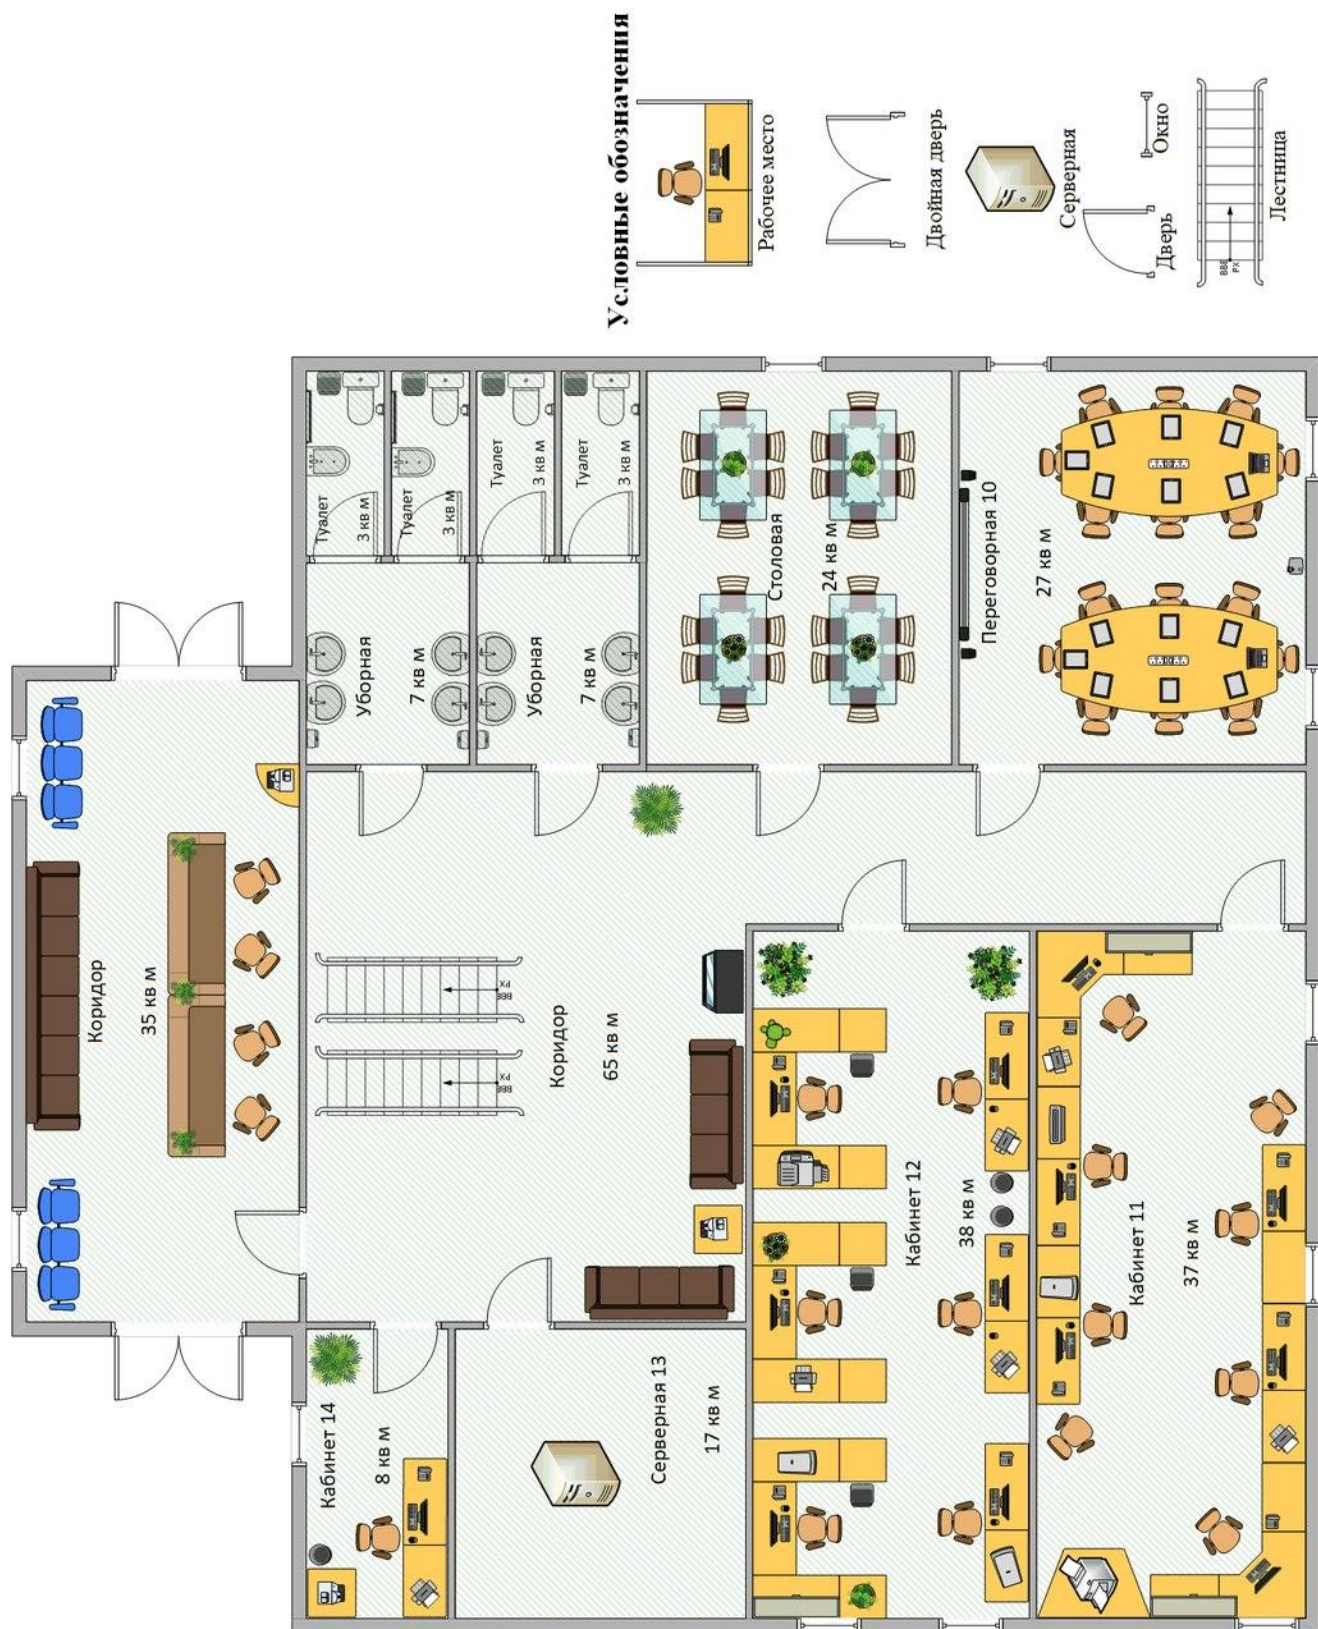 Условные обозначения
Рабочее место
Двойная дверь
Серверная
Дверь
Окно
Лестница
Коридор
35 кв м
Туалет
3 кв м
Туалет
3 кв м
Туалет
3 кв м
Туалет
3 кв м
Уборная
7 кв м
Уборная
7 кв м
Столовая
24 кв м
Переговорная 10
27 кв м
Коридор
65 кв м
Кабинет 14
8 кв м
Серверная 13
17 кв м
Кабинет 12
38 кв м
Кабинет 11
37 кв м